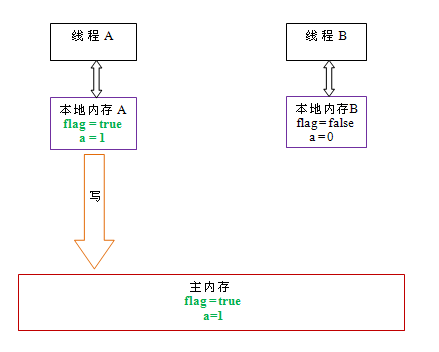 线程 A
线程 B
本地内存 A
flag = true
a = 1
本地内存B
flag = false
a = 0
写
主内存
flag = true
a=1